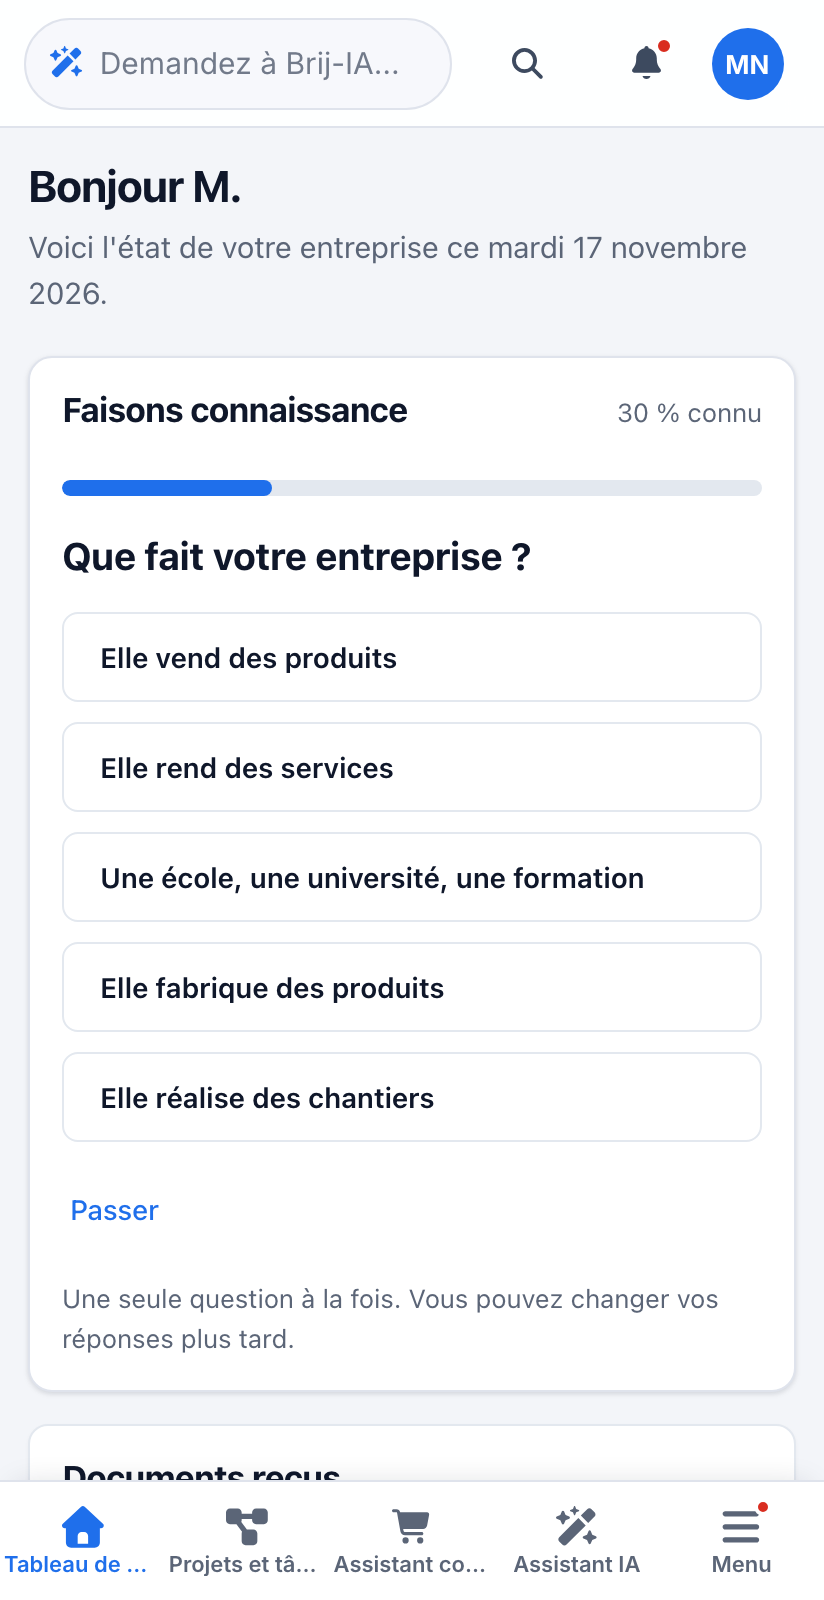 Demandez à Brij-IA...
MN
Bonjour M.
Voici l'état de votre entreprise ce mardi 17 novembre
2026.
Faisons connaissance
30 % connu
Que fait votre entreprise ?
Elle vend des produits
Elle rend des services
Une école, une université, une formation
Elle fabrique des produits
Elle réalise des chantiers
Passer
Une seule question à la fois. Vous pouvez changer vos
réponses plus tard.
Documents reçus
Tableau de ...
Projets et tâ...
Assistant co...
Assistant IA
Menu